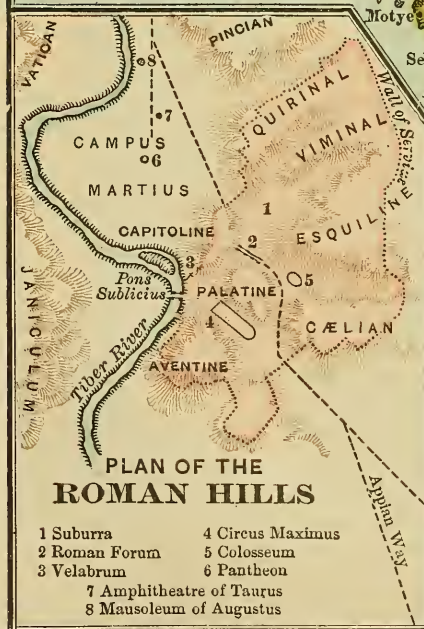 Motye
Se
VATICAN
PINCIAN
8
QUIRINAL
Wall of Servius
7
VIMINAL
CAMPUS
6
MARTIUS
1
ESQUILINE
CAPITOLINE
2
3
5
Pons
Sublicius
PALATINE
JANICULUM
4
CÆLIAN
Tiber River
AVENTINE
PLAN OF THE
ROMAN HILLS
Appian Way
1 Suburra
2 Roman Forum
3 Velabrum
4 Circus Maximus
5 Colosseum
6 Pantheon
7 Amphitheatre of Taurus
8 Mausoleum of Augustus